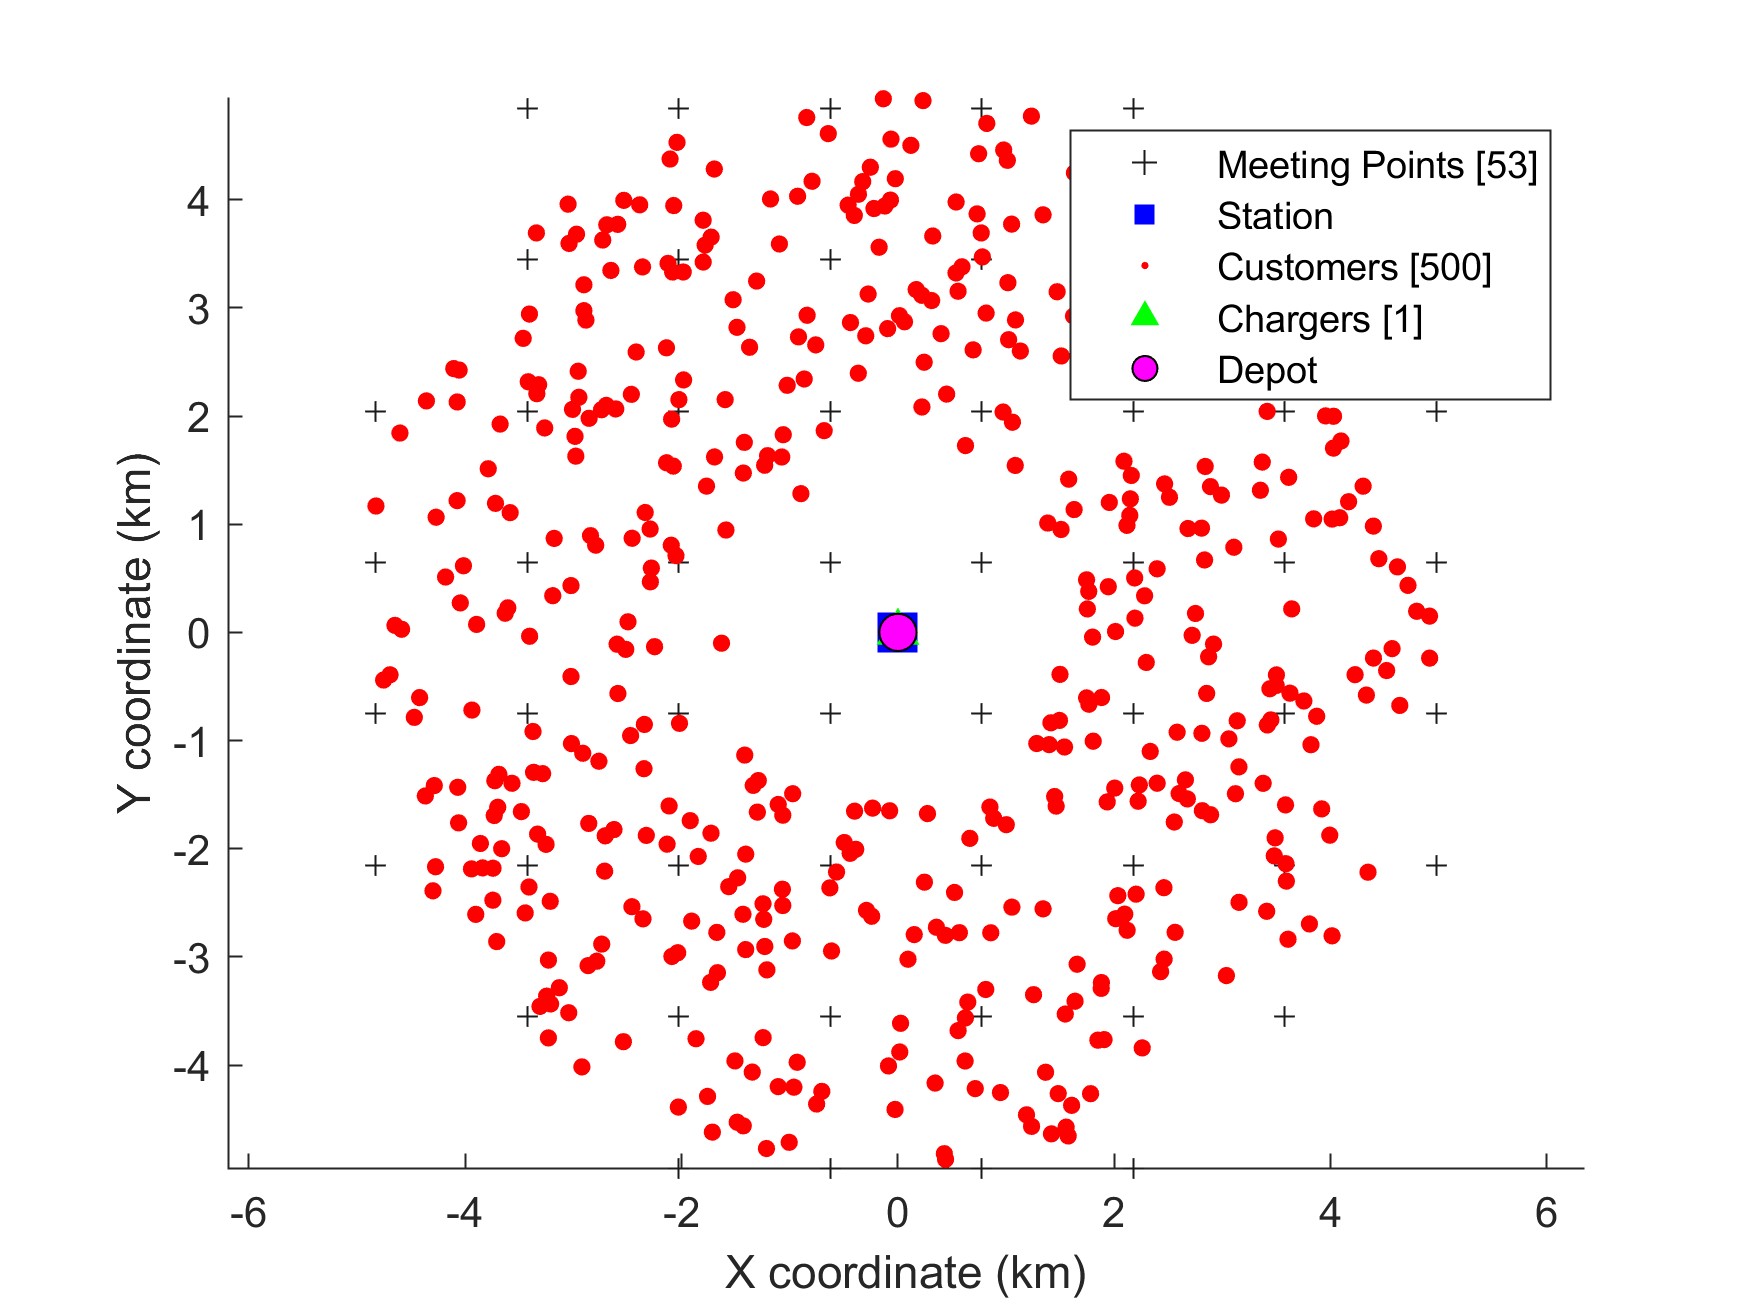 Meeting Points [53]
Station
Customers [500]
Chargers [1]
Depot
4
3
2
1
0
-1
-2
-3
-4
Y coordinate (km)
-6 -4 -2 0 2 4 6
X coordinate (km)